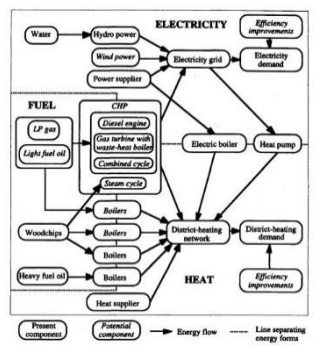 ELECTRICITY
Water
Hydro power
Efficiency
improvements
Wind power
Electricity grid
Electricity
demand
Power supplier
FUEL
CHP
LP gas
Light fuel oil
Diesel engine
Gas turbine with
waste-heat boiler
Combined cycle
Steam cycle
Electric boiler
Heat pump
Boilers
Woodchips
Boilers
District-heating
network
District-heating
demand
Boilers
Heavy fuel oil
Boilers
HEAT
Efficiency
improvements
Heat supplier
Present
component
Potential
component
Energy flow
Line separating
energy forms